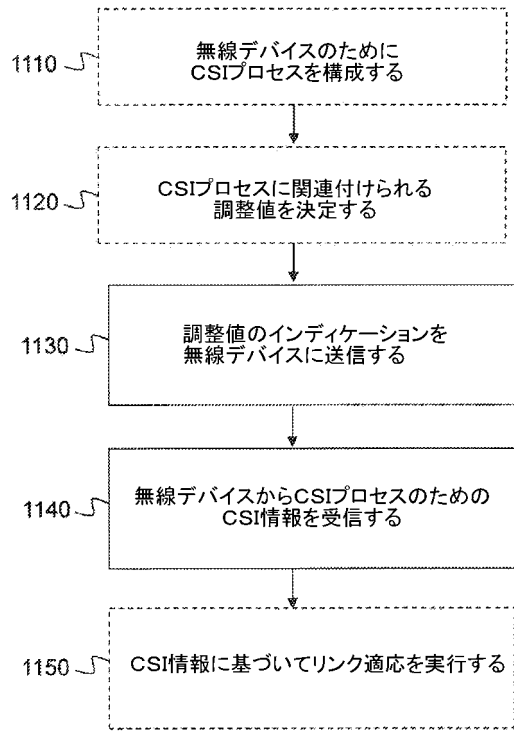 1110
無線デバイスのために
CSIプロセスを構成する
1120
CSIプロセスに関連付けられる
調整値を決定する
1130
調整値のインディケーションを
無線デバイスに送信する
1140
無線デバイスからCSIプロセスのための
CSI情報を受信する
1150
CSI情報に基づいてリンク適応を実行する